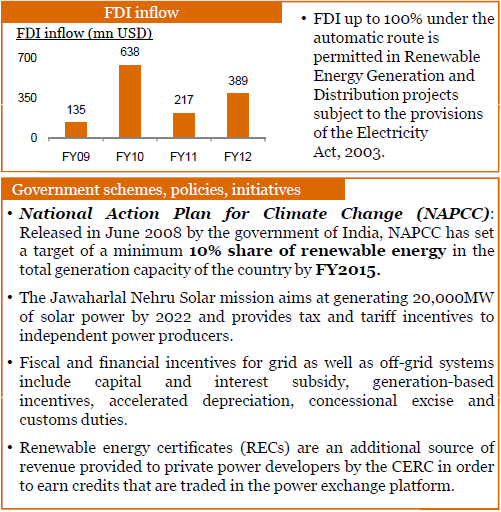 FDI inflow
FDI inflow (mn USD)
700
350
0
135
638
217
389
FY09
FY10
FY11
FY12
• FDI up to 100% under the
automatic route is
permitted in Renewable
Energy Generation and
Distribution projects
subject to the provisions
of the Electricity
Act, 2003.
Government schemes, policies, initiatives
• National Action Plan for Climate Change (NAPCC):
Released in June 2008 by the government of India, NAPCC has set
a target of a minimum 10% share of renewable energy in the
total generation capacity of the country by FY2015.
• The Jawaharlal Nehru Solar mission aims at generating 20,000MW
of solar power by 2022 and provides tax and tariff incentives to
independent power producers.
• Fiscal and financial incentives for grid as well as off-grid systems
include capital and interest subsidy, generation-based
incentives, accelerated depreciation, concessional excise and
customs duties.
• Renewable energy certificates (RECs) are an additional source of
revenue provided to private power developers by the CERC in order
to earn credits that are traded in the power exchange platform.